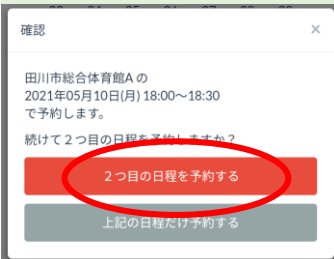 確認
×
田川市総合体育館A の
2021年05月10日(月) 18:00～18:30
で予約します。
続けて２つ目の日程を予約しますか？
２つ目の日程を予約する
上記の日程だけ予約する